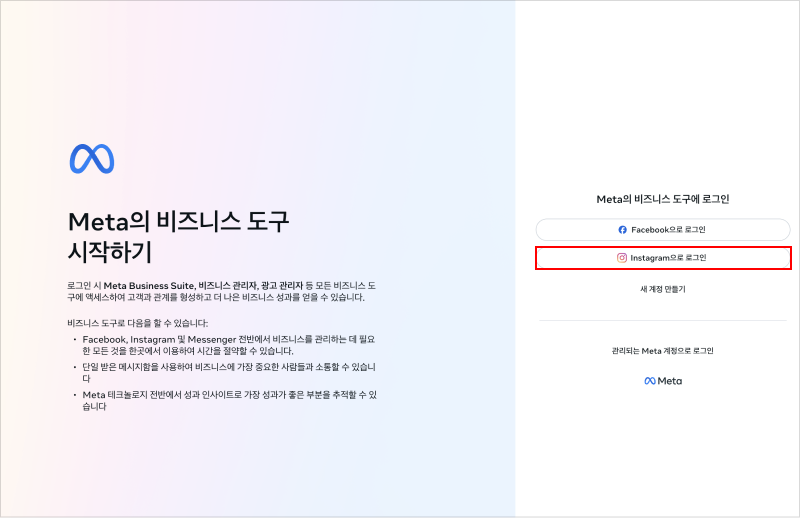 Meta의 비즈니스 도구
시작하기
로그인 시 Meta Business Suite, 비즈니스 관리자, 광고 관리자 등 모든 비즈니스 도
구에 액세스하여 고객과 관계를 형성하고 더 나은 비즈니스 성과를 얻을 수 있습니다.
비즈니스 도구로 다음을 할 수 있습니다:
• Facebook, Instagram 및 Messenger 전반에서 비즈니스를 관리하는 데 필요
한 모든 것을 한곳에서 이용하여 시간을 절약할 수 있습니다.
• 단일 받은 메시지함을 사용하여 비즈니스에 가장 중요한 사람들과 소통할 수 있습니
다
• Meta 테크놀로지 전반에서 성과 인사이트로 가장 성과가 좋은 부분을 추적할 수 있
습니다
Meta의 비즈니스 도구에 로그인
Facebook으로 로그인
Instagram으로 로그인
새 계정 만들기
관리되는 Meta 계정으로 로그인
Meta